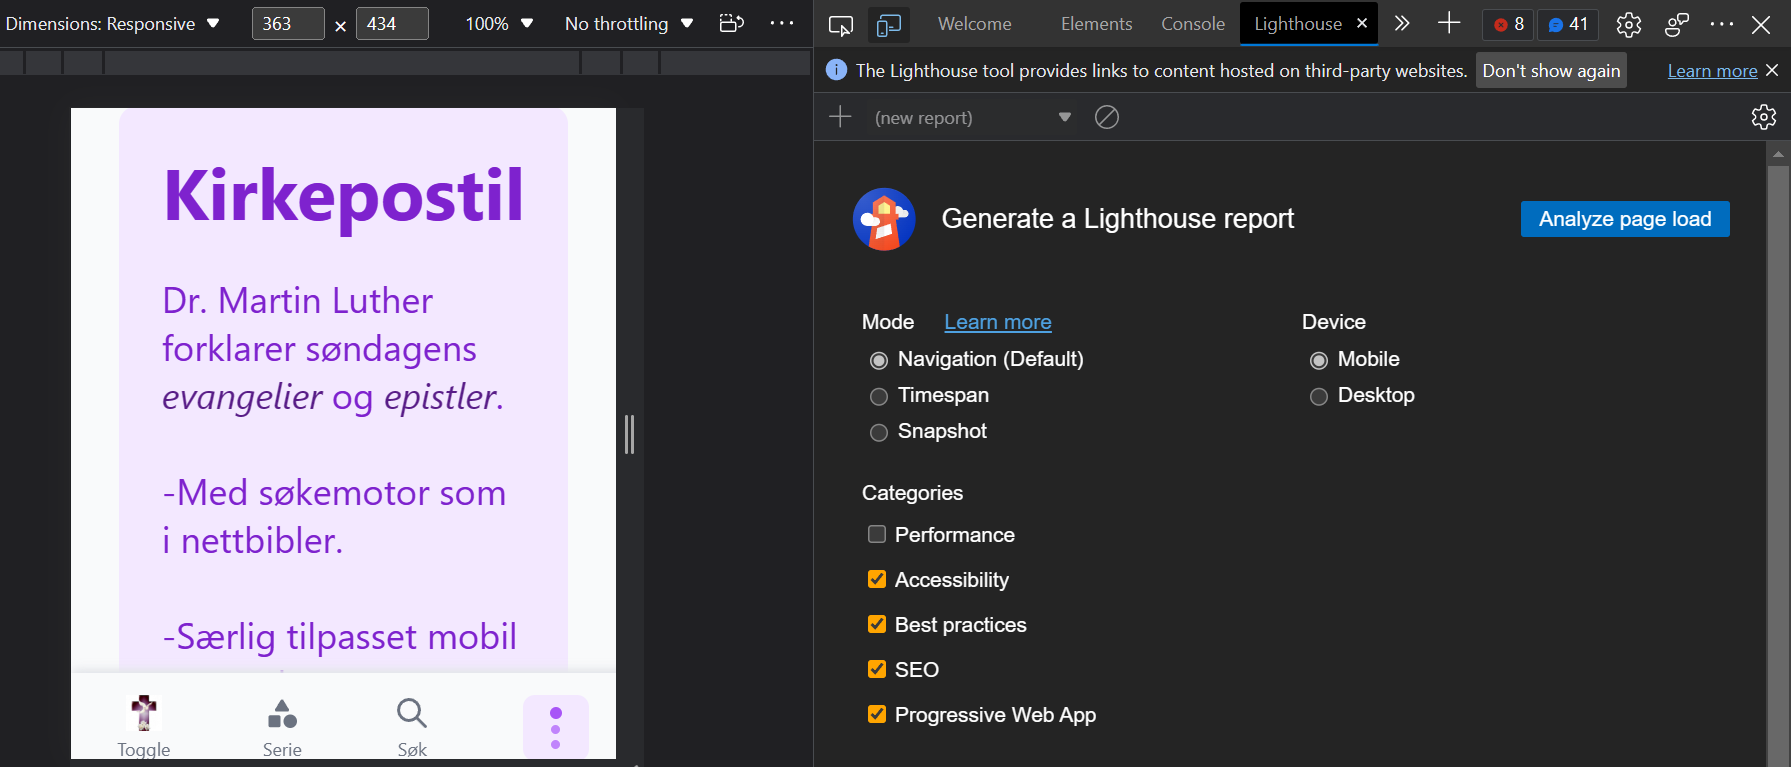 Dimensions: Responsive 363 × 434 100% No throttling
Welcome Elements Console Lighthouse 8 41
The Lighthouse tool provides links to content hosted on third-party websites. Don't show again Learn more
(new report)
Kirkepostil
Dr. Martin Luther
forklarer søndagens
evangelier og epistler.
-Med søkemotor som
i nettbibler.
-Særlig tilpasset mobil
Toggle
Serie
Søk
Generate a Lighthouse report
Analyze page load
Mode Learn more
Navigation (Default)
Timespan
Snapshot
Device
Mobile
Desktop
Categories
Performance
Accessibility
Best practices
SEO
Progressive Web App